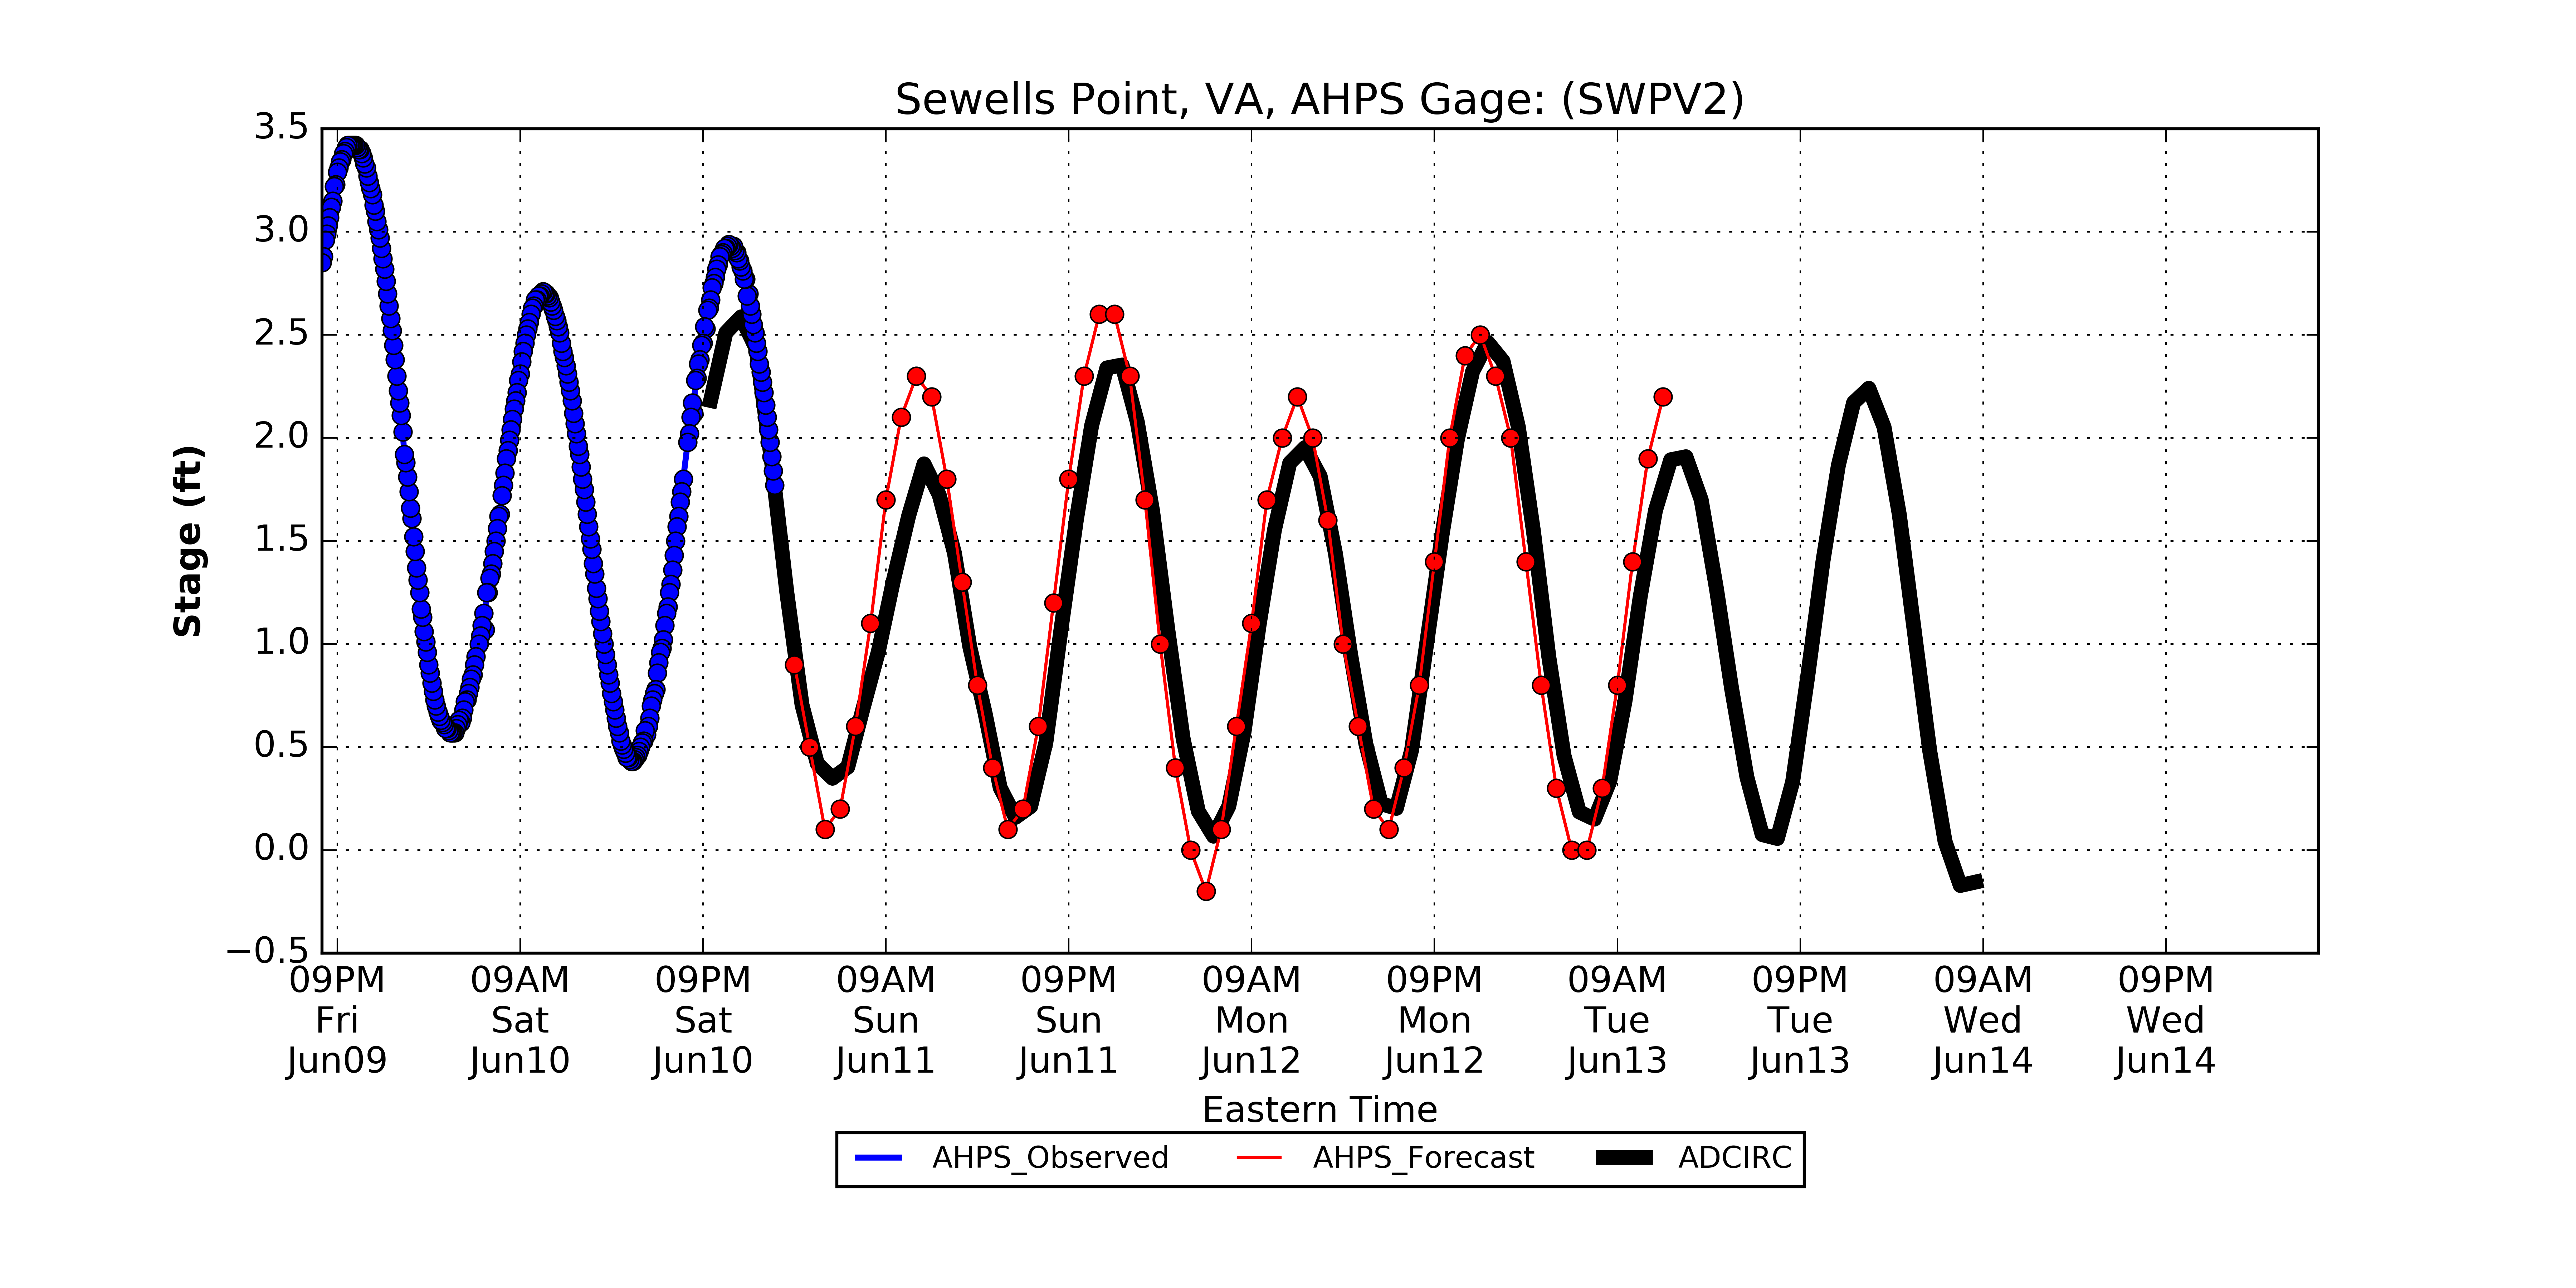 Sewells Point, VA, AHPS Gage: (SWPV2)
Stage (ft)
3.5
3.0
2.5
2.0
1.5
1.0
0.5
0.0
−0.5
09PM 09AM 09PM 09AM 09PM 09AM 09PM 09AM 09PM 09AM 09PM
Fri Sat Sat Sun Sun Mon Mon Tue Tue Wed Wed
Jun09 Jun10 Jun10 Jun11 Jun11 Jun12 Jun12 Jun13 Jun13 Jun14 Jun14
Eastern Time
AHPS_Observed AHPS_Forecast ADCIRC